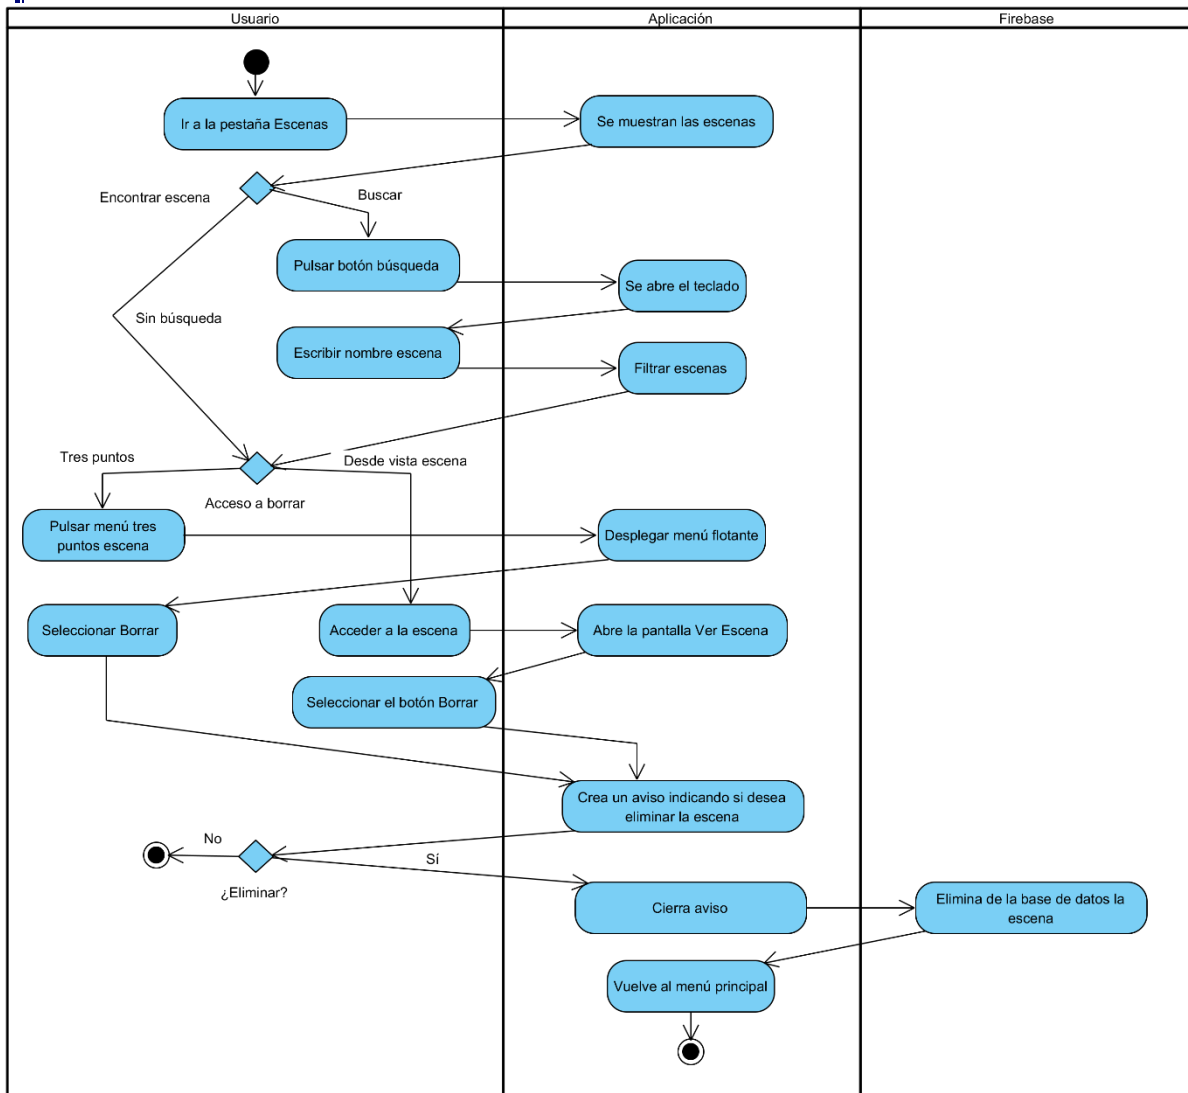 Usuario
Aplicación
Firebase
Ir a la pestaña Escenas
Se muestran las escenas
Encontrar escena
Buscar
Pulsar botón búsqueda
Se abre el teclado
Sin búsqueda
Escribir nombre escena
Filtrar escenas
Tres puntos
Desde vista escena
Acceso a borrar
Pulsar menú tres
puntos escena
Desplegar menú flotante
Seleccionar Borrar
Acceder a la escena
Abre la pantalla Ver Escena
Seleccionar el botón Borrar
Crea un aviso indicando si desea
eliminar la escena
No
Sí
¿Eliminar?
Cierra aviso
Elimina de la base de datos la
escena
Vuelve al menú principal